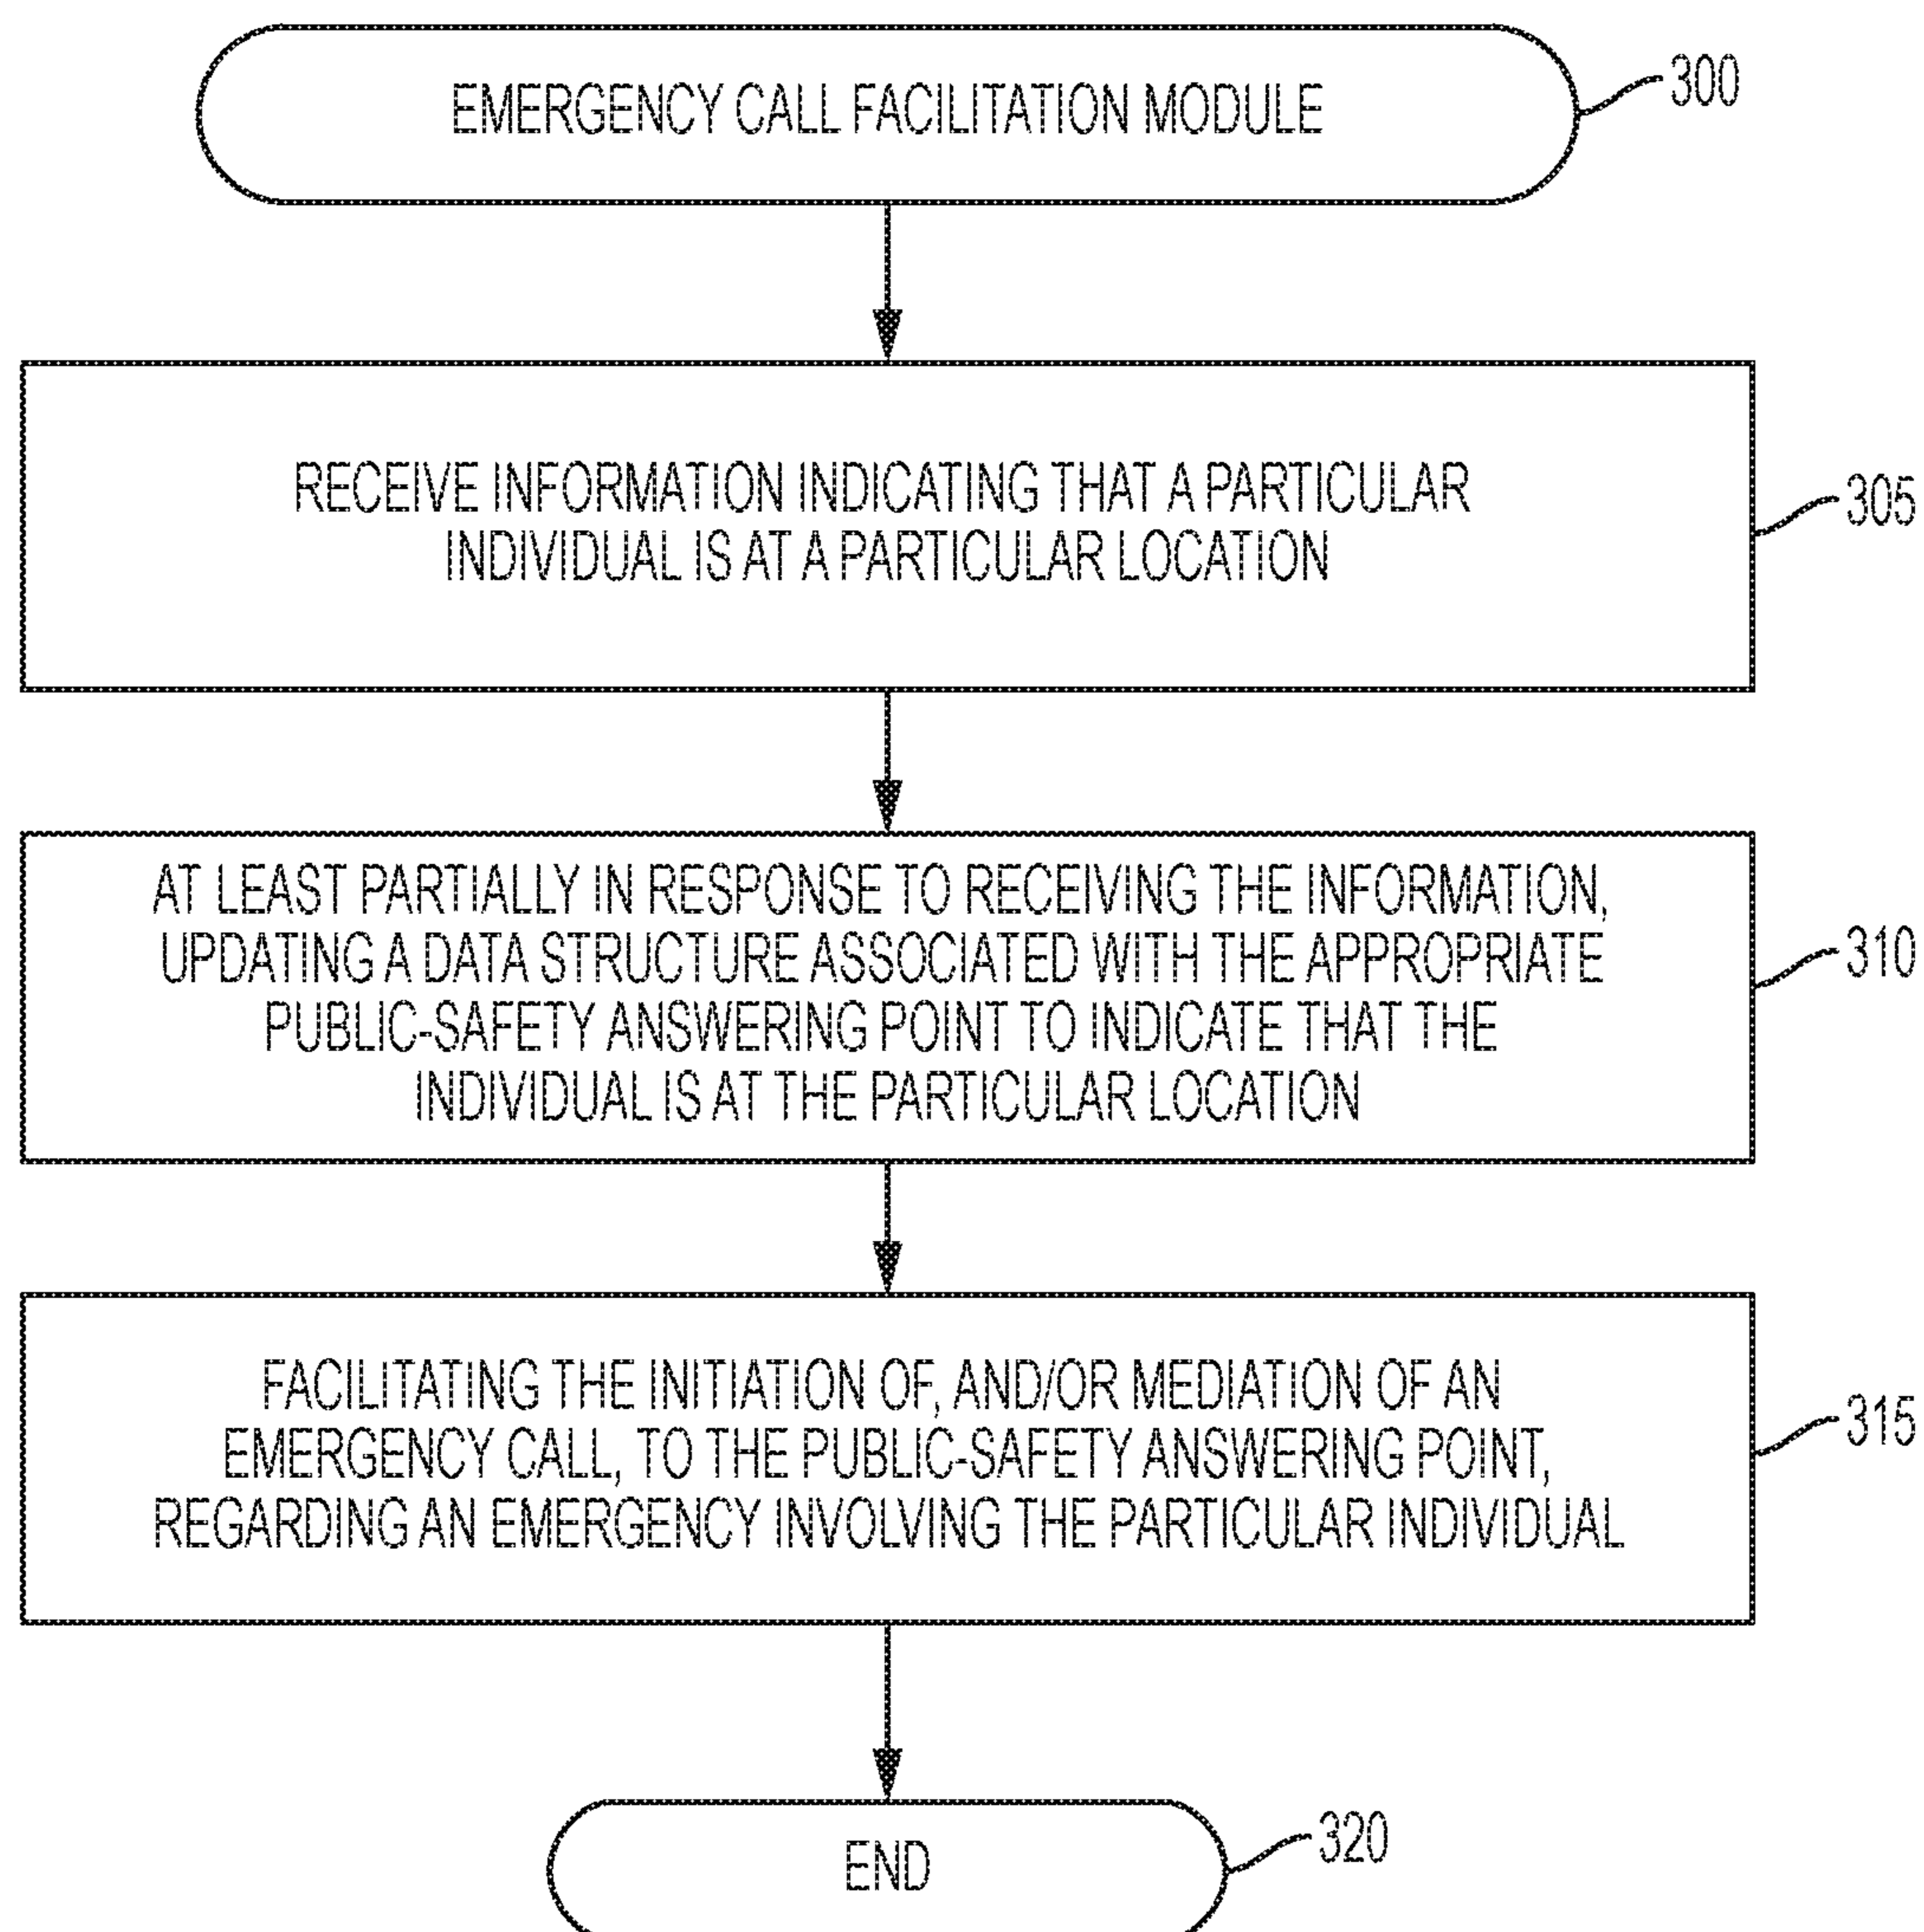 EMERGENCY CALL FACILITATION MODULE
300
RECEIVE INFORMATION INDICATING THAT A PARTICULAR
INDIVIDUAL IS AT A PARTICULAR LOCATION
305
AT LEAST PARTIALLY IN RESPONSE TO RECEIVING THE INFORMATION,
UPDATING A DATA STRUCTURE ASSOCIATED WITH THE APPROPRIATE
PUBLIC-SAFETY ANSWERING POINT TO INDICATE THAT THE
INDIVIDUAL IS AT THE PARTICULAR LOCATION
310
FACILITATING THE INITIATION OF, AND/OR MEDIATION OF AN
EMERGENCY CALL, TO THE PUBLIC-SAFETY ANSWERING POINT,
REGARDING AN EMERGENCY INVOLVING THE PARTICULAR INDIVIDUAL
315
END
320